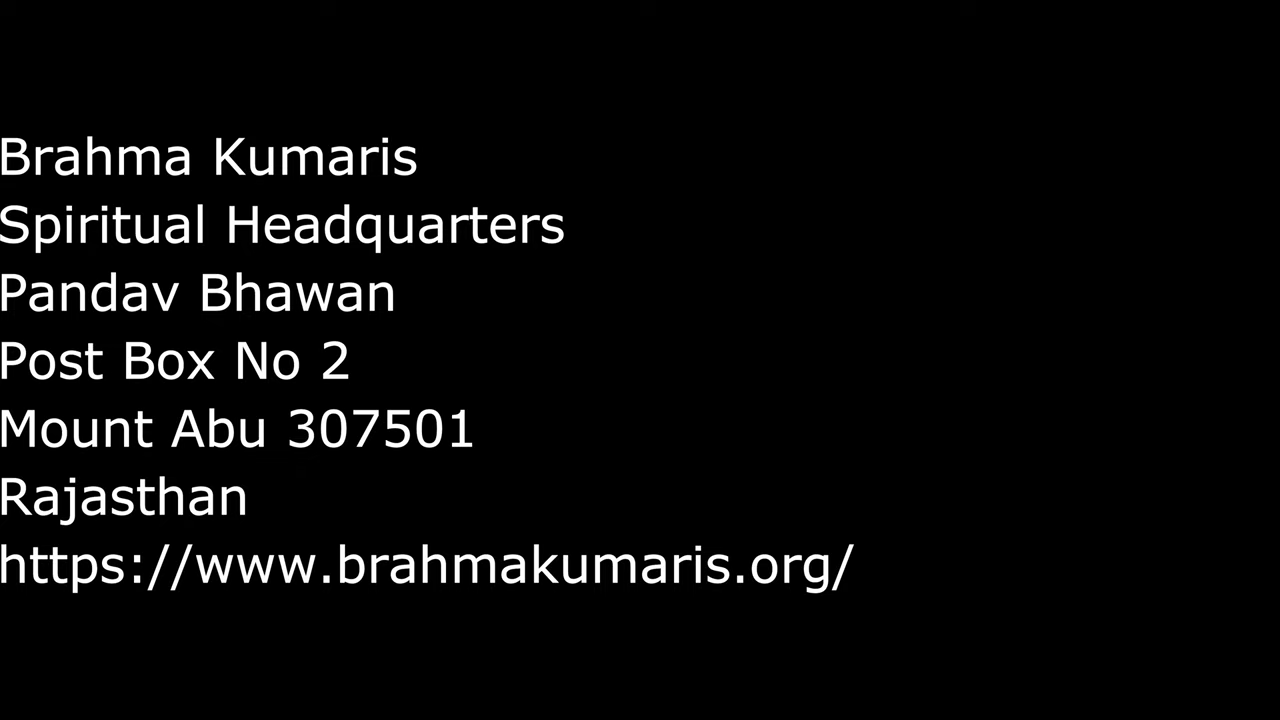 Brahma Kumaris
Spiritual Headquarters
Pandav Bhawan
Post Box No 2
Mount Abu 307501
Rajasthan
https://www.brahmakumaris.org/